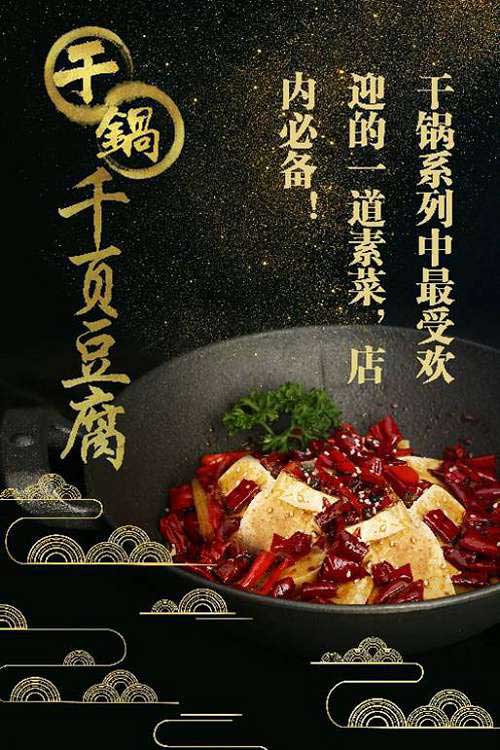 干鍋千页豆腐
干锅系列中最受欢
迎的一道素菜，店
内必备！